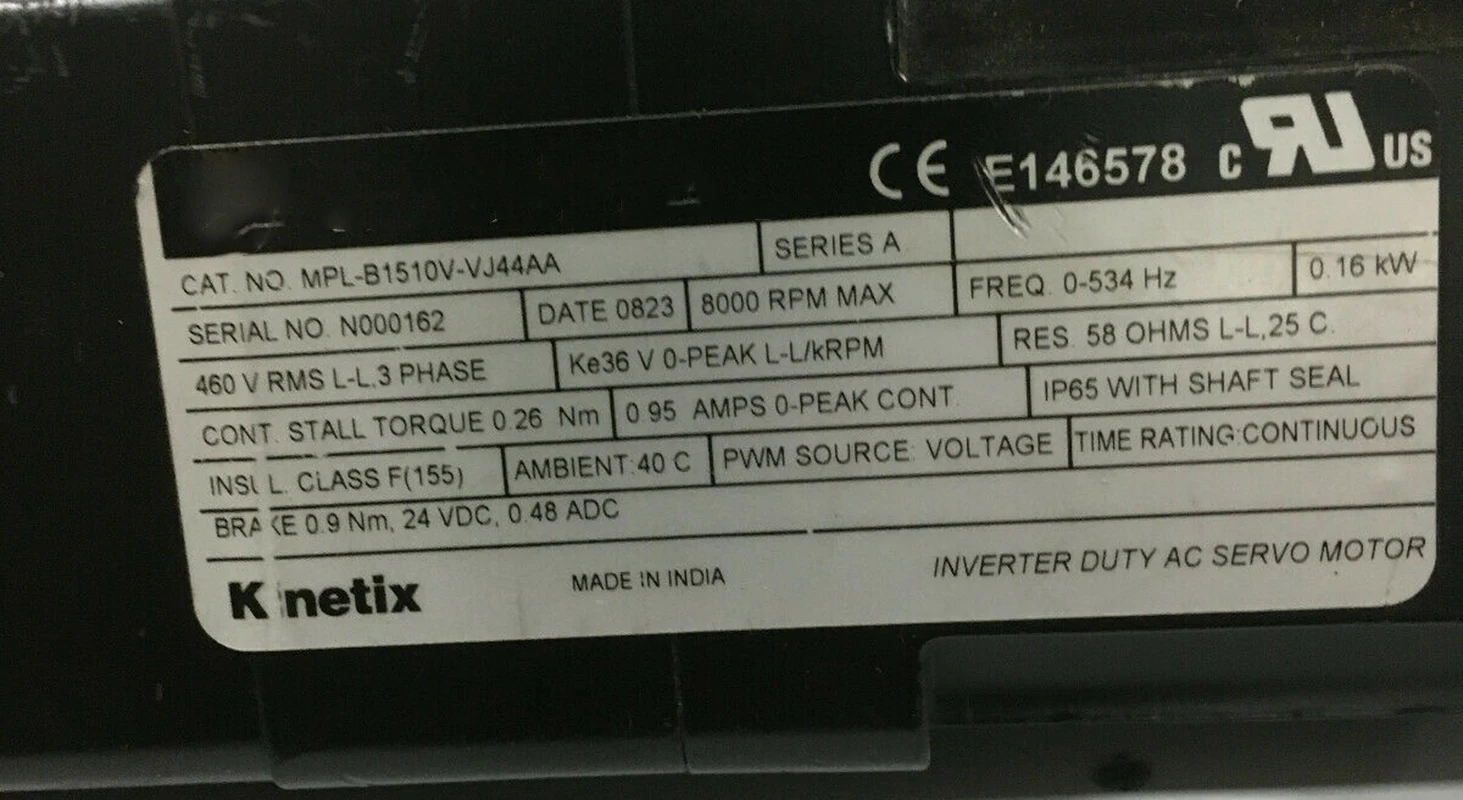 CE E146578 C RU US
CAT. NO. MPL-B1510V-VJ44AA SERIES A
SERIAL NO. N000162 DATE 0823 8000 RPM MAX FREQ. 0-534 Hz 0.16 kW
460 V RMS L-L,3 PHASE Ke36 V 0-PEAK L-L/kRPM RES. 58 OHMS L-L,25 C.
CONT. STALL TORQUE 0.26 Nm 0.95 AMPS 0-PEAK CONT. IP65 WITH SHAFT SEAL
INSUL. CLASS F(155) AMBIENT:40 C PWM SOURCE: VOLTAGE TIME RATING:CONTINUOUS
BRAKE 0.9 Nm, 24 VDC, 0.48 ADC
Kinetix MADE IN INDIA INVERTER DUTY AC SERVO MOTOR